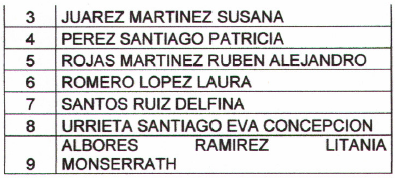 3 JUAREZ MARTINEZ SUSANA
4 PEREZ SANTIAGO PATRICIA
5 ROJAS MARTINEZ RUBEN ALEJANDRO
6 ROMERO LOPEZ LAURA
7 SANTOS RUIZ DELFINA
8 URRIETA SANTIAGO EVA CONCEPCION
ALBORES RAMIREZ LITANIA
9 MONSERRATH